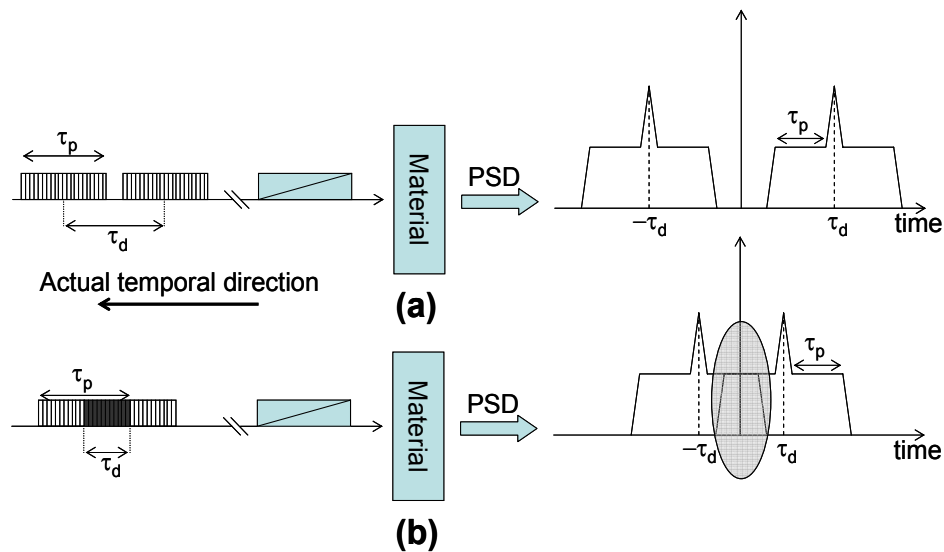 τp
τd
Actual temporal direction
Material
PSD
τp
−τd
τd
time
(a)
τp
τd
Material
PSD
τp
−τd
τd
time
(b)